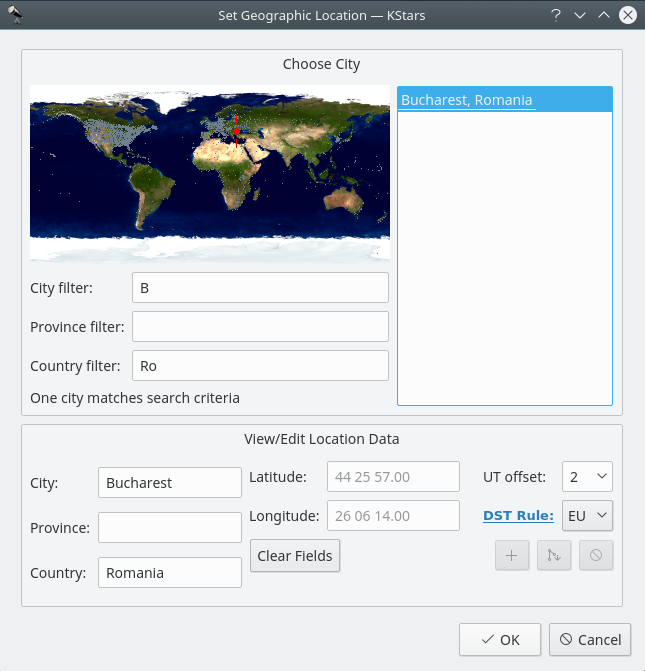 Set Geographic Location — KStars
Choose City
Bucharest, Romania
City filter: B
Province filter:
Country filter: Ro
One city matches search criteria
View/Edit Location Data
City: Bucharest
Latitude: 44 25 57.00
UT offset: 2
Province:
Longitude: 26 06 14.00
DST Rule: EU
Country: Romania
Clear Fields
OK
Cancel